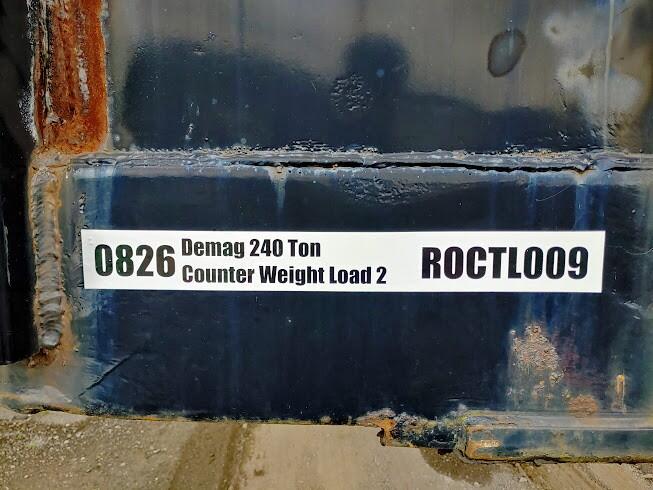 0826 Demag 240 Ton
Counter Weight Load 2
ROCTL009